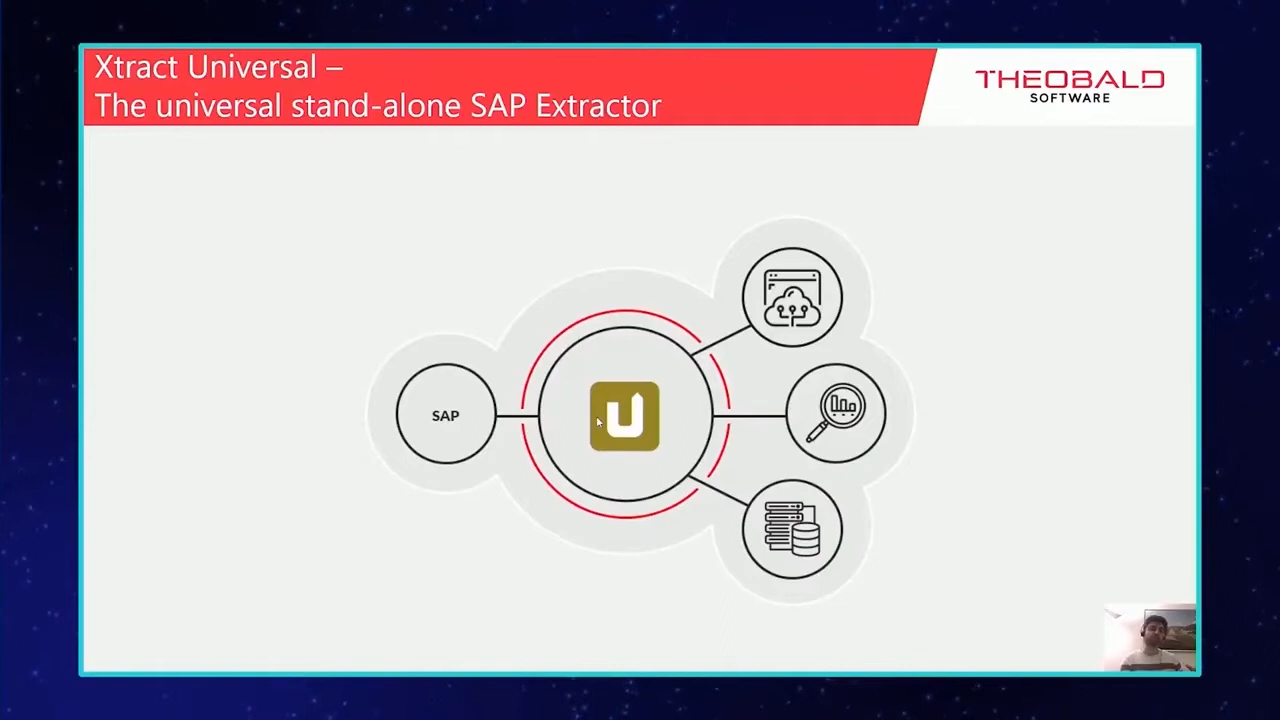 Xtract Universal –
The universal stand-alone SAP Extractor
THEOBALD
SOFTWARE
SAP
U